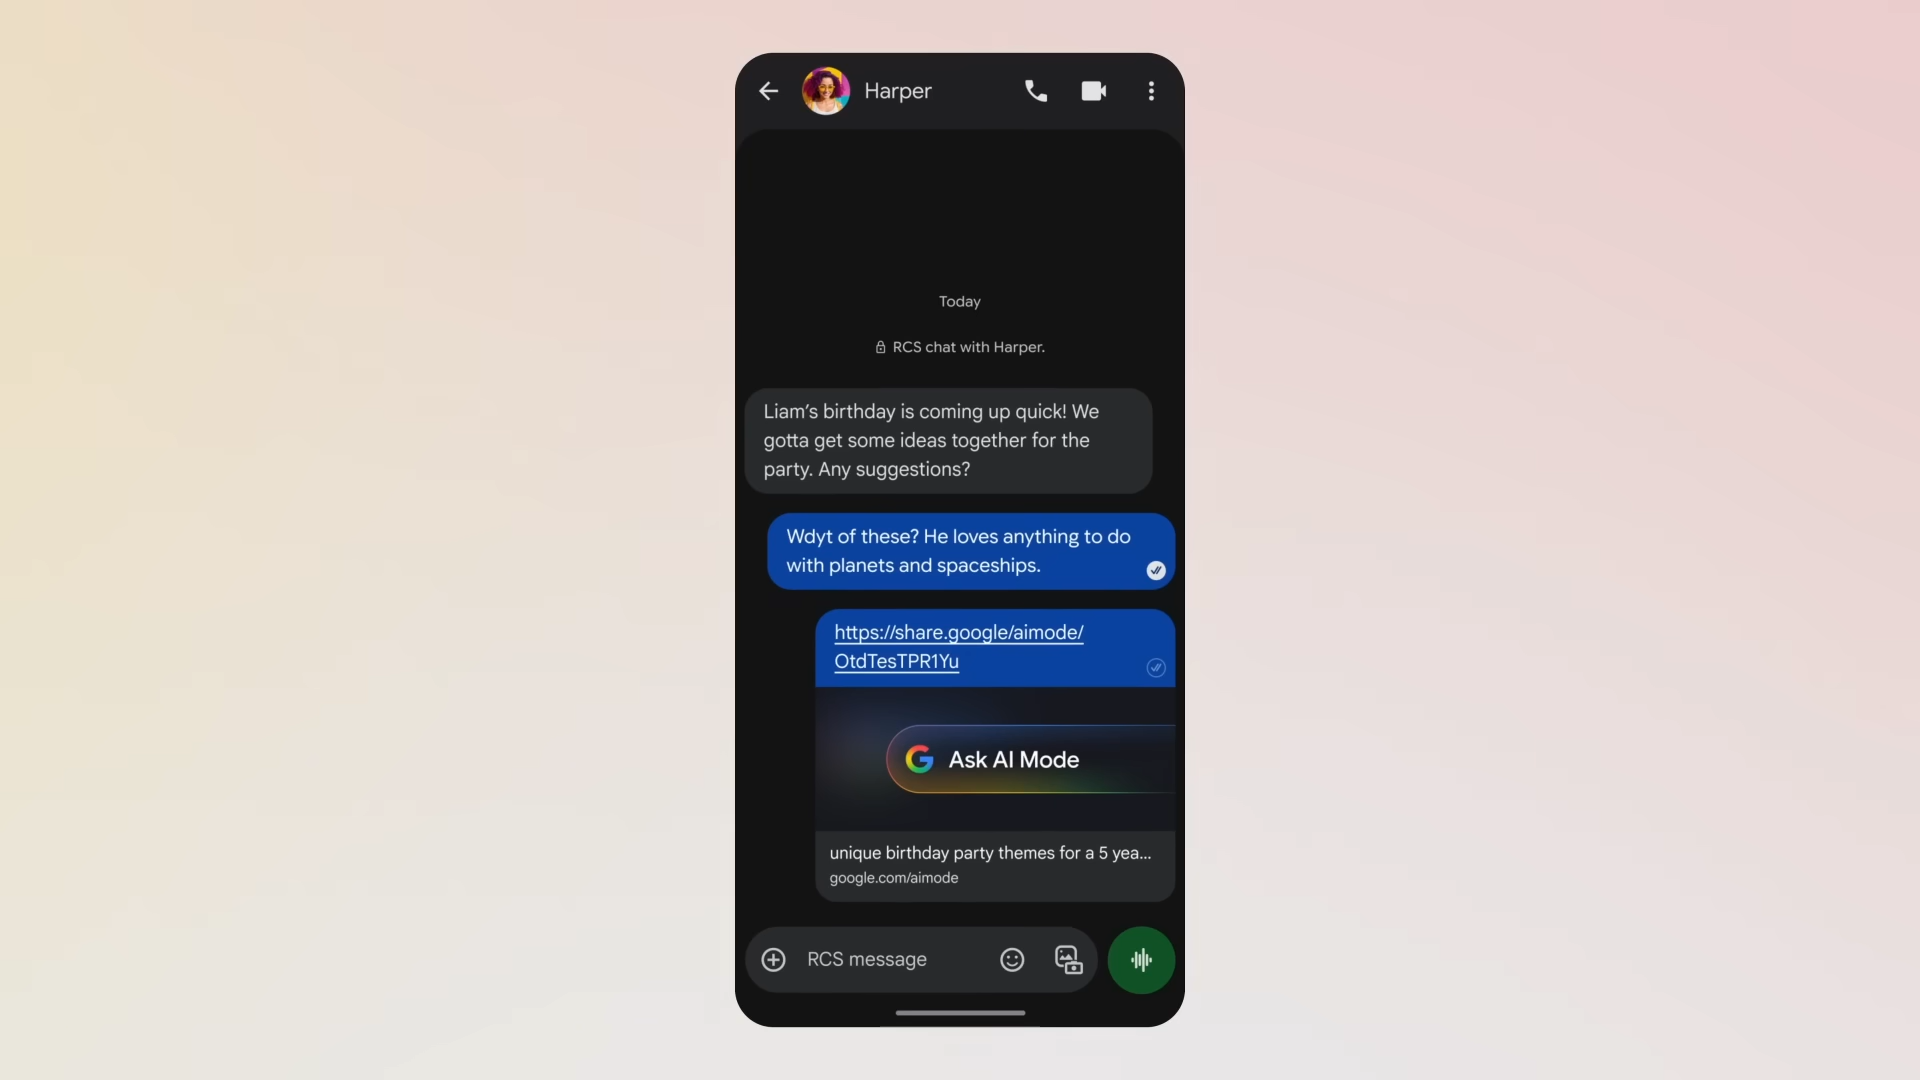 Harper
Today
RCS chat with Harper.
Liam's birthday is coming up quick! We
gotta get some ideas together for the
party. Any suggestions?
Wdyt of these? He loves anything to do
with planets and spaceships.
https://share.google/aimode/
OtdTesTPR1Yu
Ask AI Mode
unique birthday party themes for a 5 yea...
google.com/aimode
RCS message